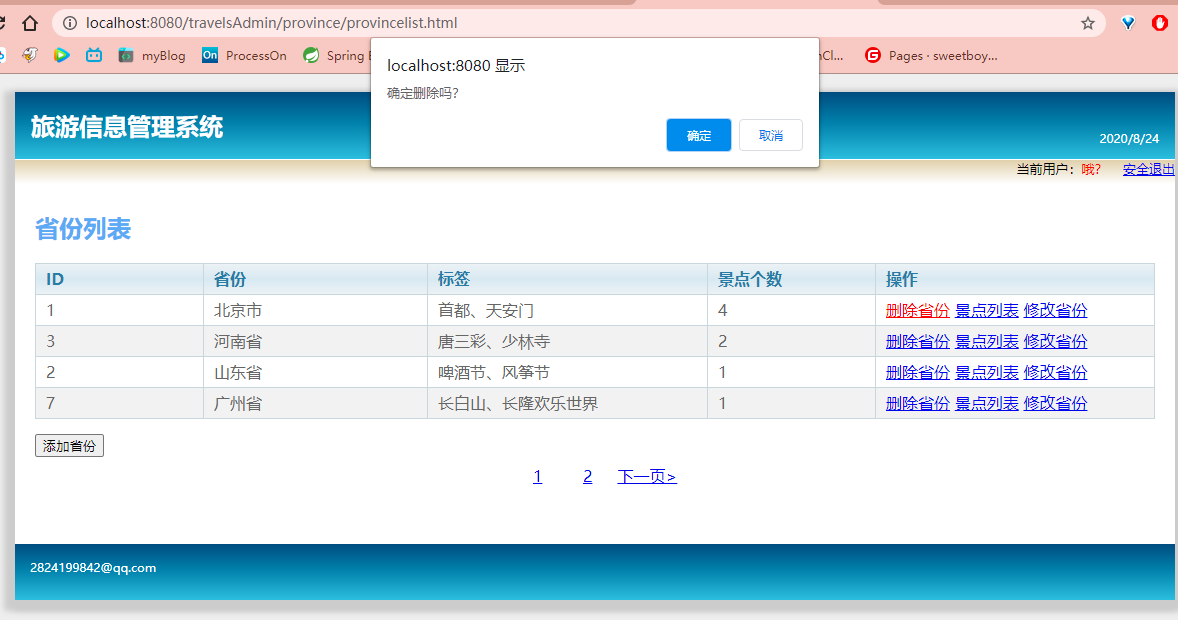 localhost:8080/travelsAdmin/province/provincelist.html
myBlog ProcessOn Spring Pages · sweetboy...
localhost:8080 显示
确定删除吗?
确定 取消
旅游信息管理系统
2020/8/24
当前用户：哦? 安全退出
省份列表
ID 省份 标签 景点个数 操作
1 北京市 首都、天安门 4 删除省份 景点列表 修改省份
3 河南省 唐三彩、少林寺 2 删除省份 景点列表 修改省份
2 山东省 啤酒节、风筝节 1 删除省份 景点列表 修改省份
7 广州省 长白山、长隆欢乐世界 1 删除省份 景点列表 修改省份
添加省份
1 2 下一页>
2824199842@qq.com